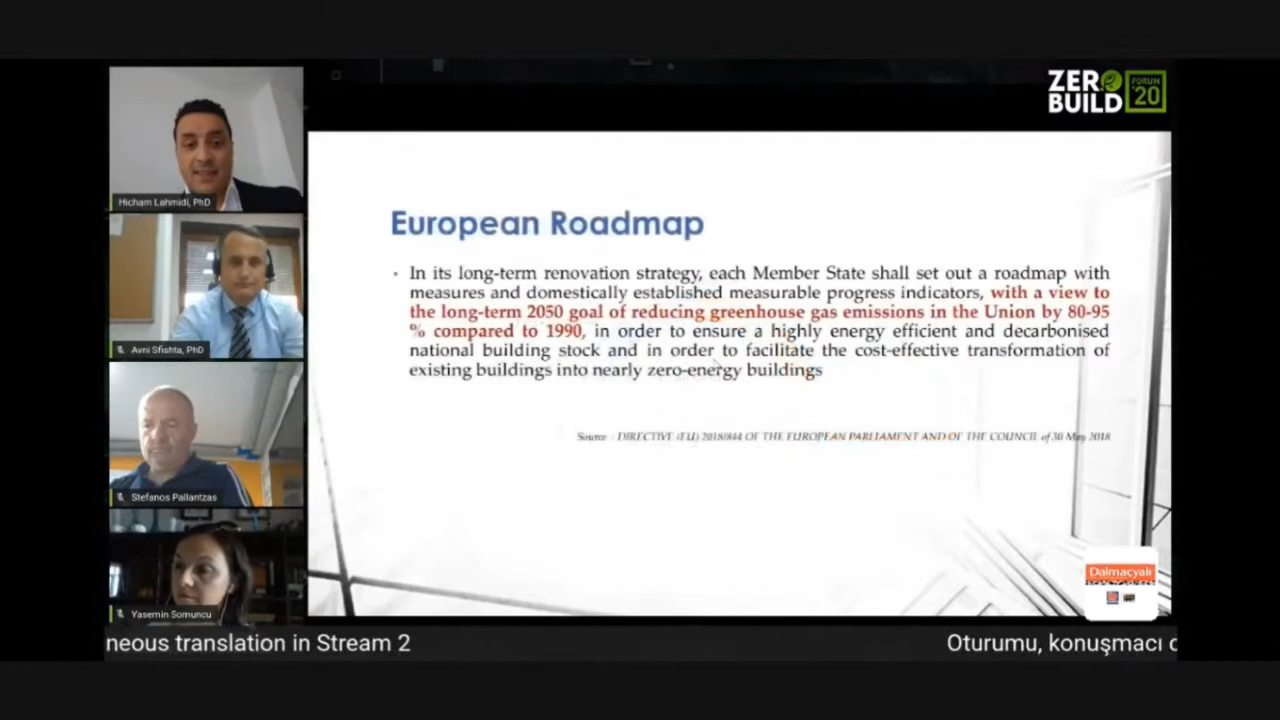 ZERO
BUILD
FORUM
'20
Hicham Lahmidi, PhD
Avni Sfishta, PhD
Stefanos Pallantzas
Yasemin Somuncu
European Roadmap
In its long-term renovation strategy, each Member State shall set out a roadmap with
measures and domestically established measurable progress indicators, with a view to
the long-term 2050 goal of reducing greenhouse gas emissions in the Union by 80-95
% compared to 1990, in order to ensure a highly energy efficient and decarbonised
national building stock and in order to facilitate the cost-effective transformation of
existing buildings into nearly zero-energy buildings
Source : DIRECTIVE (EU) 2018/844 OF THE EUROPEAN PARLIAMENT AND OF THE COUNCIL of 30 May 2018
Dalmaçyalı
neous translation in Stream 2
Oturumu, konuşmacı